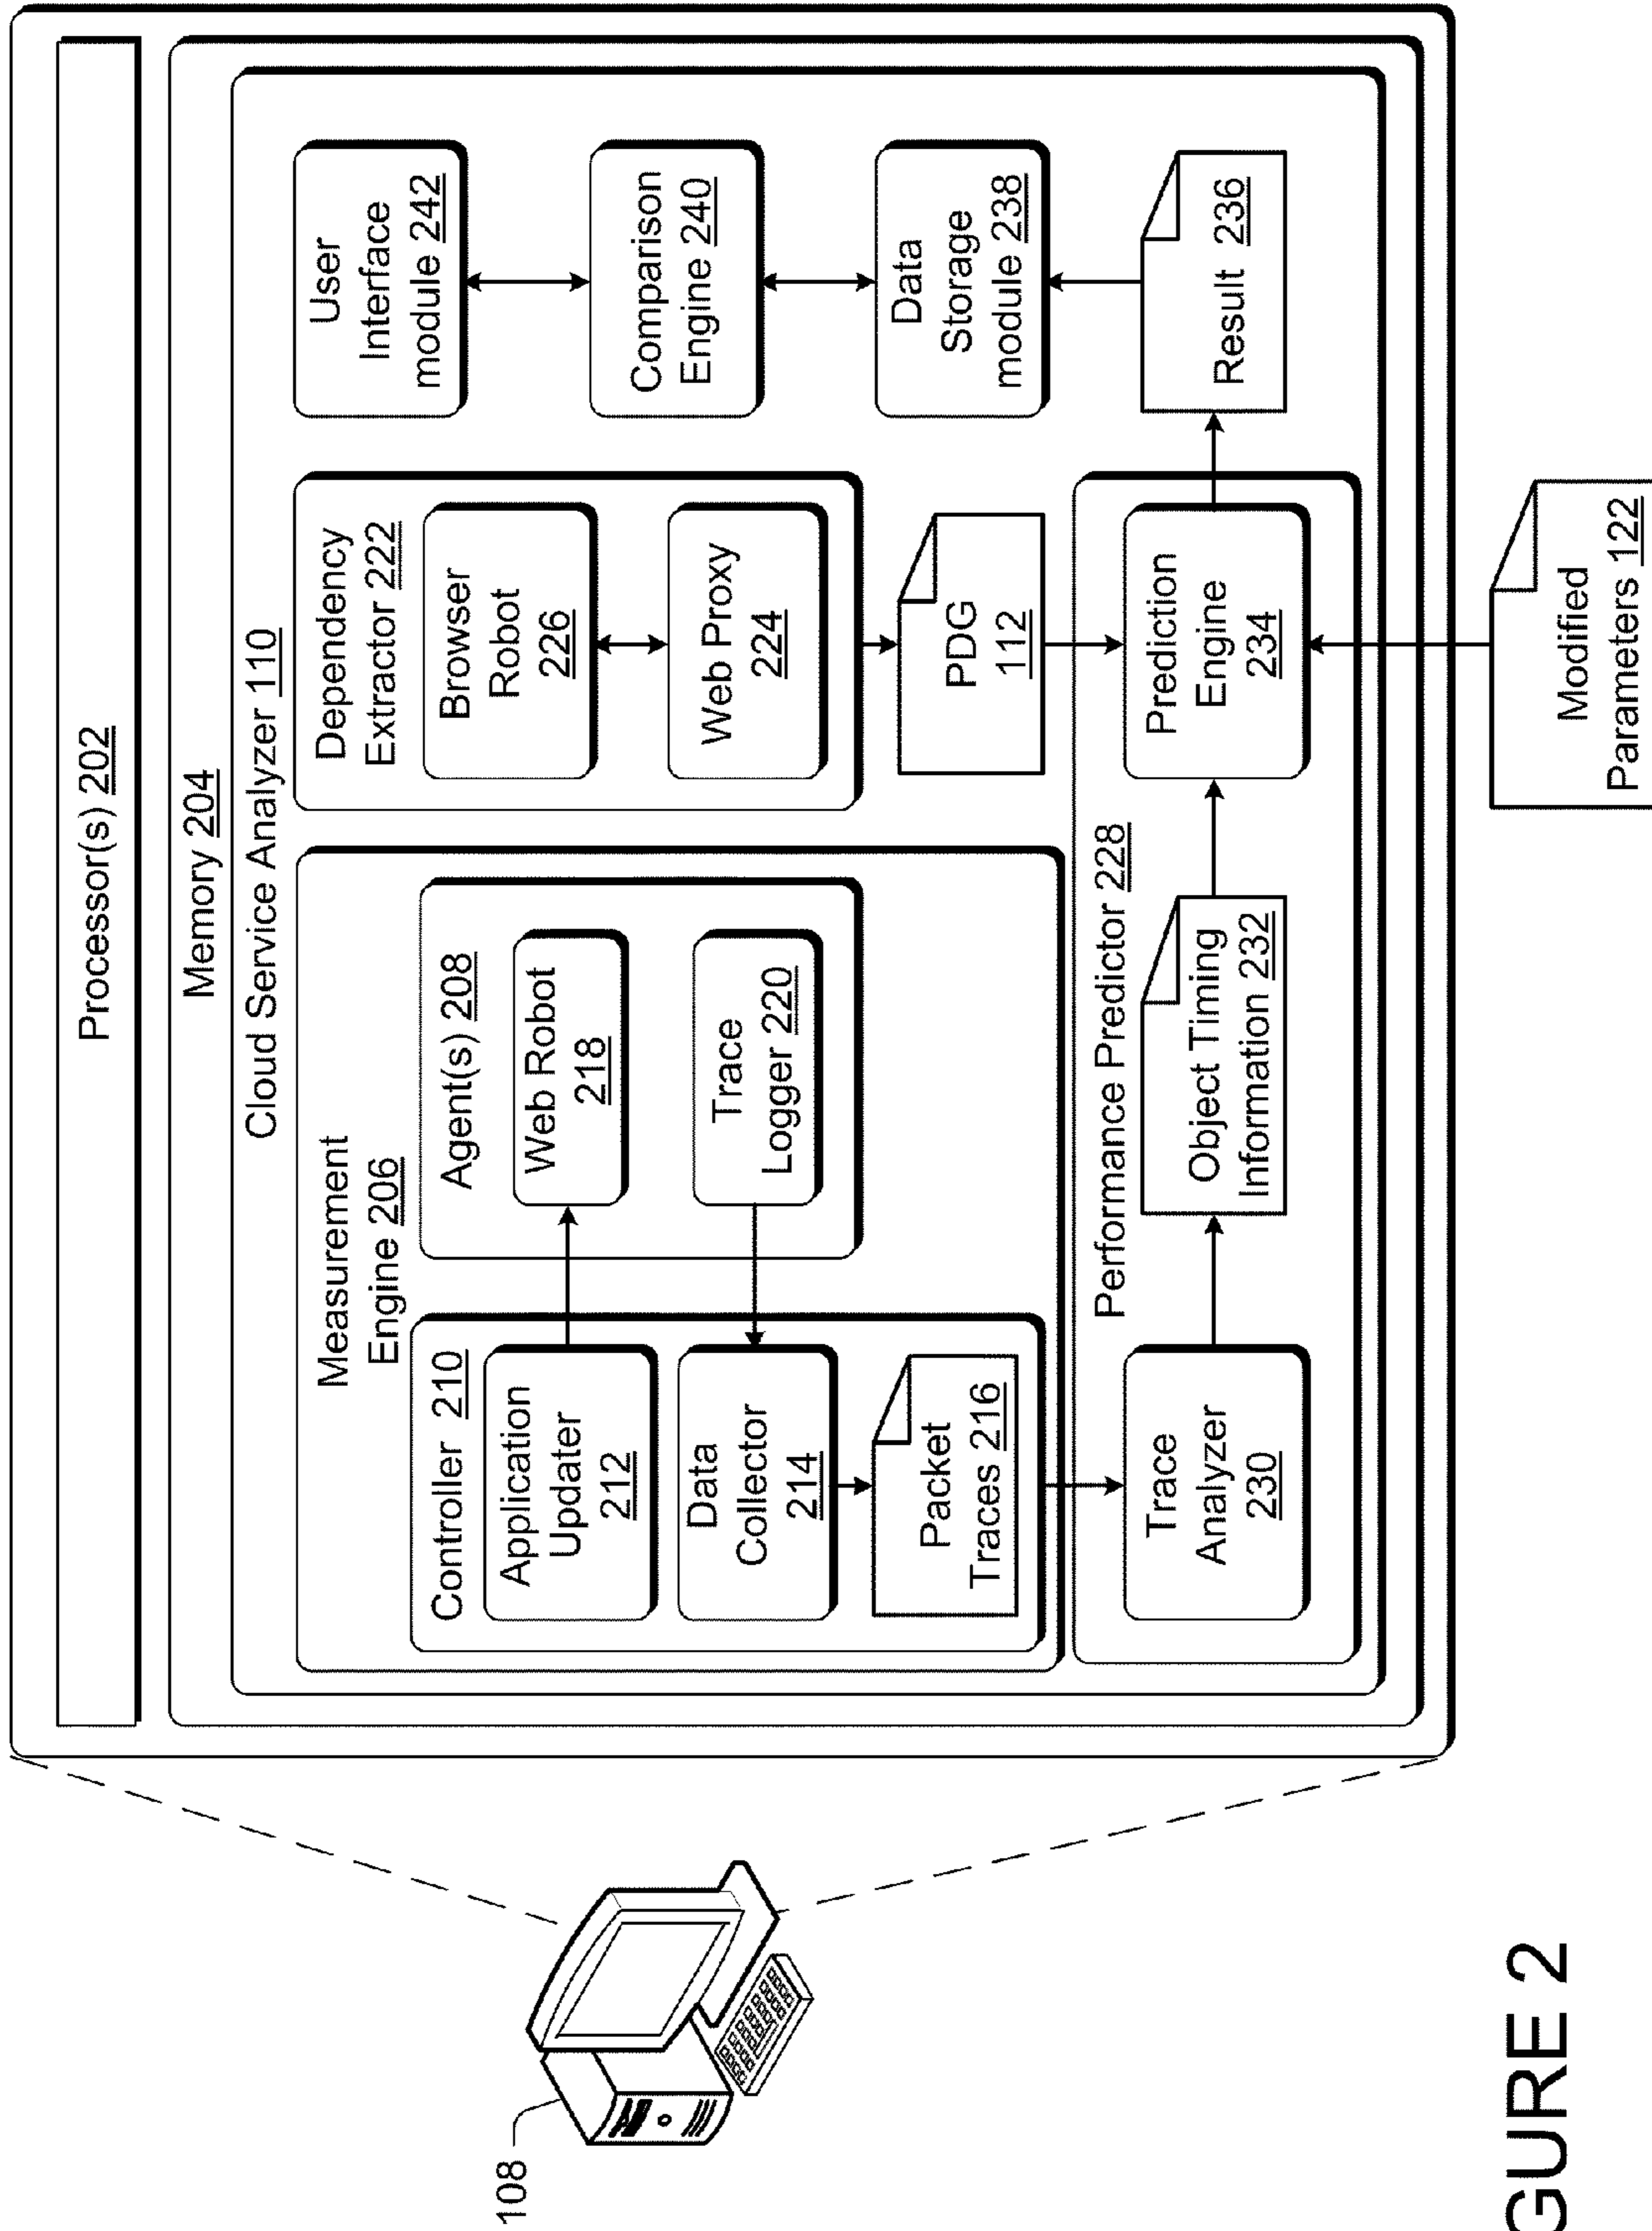 Processor(s) 202
Memory 204
Cloud Service Analyzer 110
Measurement
Engine 206
Controller 210
Application
Updater
212
Data
Collector
214
Packet
Traces 216
Agent(s) 208
Web Robot
218
Trace
Logger 220
Dependency
Extractor 222
Browser
Robot
226
Web Proxy
224
PDG
112
User
Interface
module 242
Comparison
Engine 240
Data
Storage
module 238
Result 236
Performance Predictor 228
Trace
Analyzer
230
Object Timing
Information 232
Prediction
Engine
234
Modified
Parameters 122
108
GURE 2